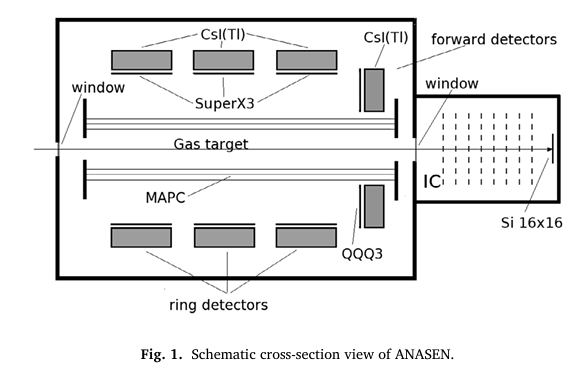 CsI(Tl)
CsI(Tl)
forward detectors
window
window
SuperX3
Gas target
IC
MAPC
Si 16x16
QQQ3
ring detectors
Fig. 1. Schematic cross-section view of ANASEN.